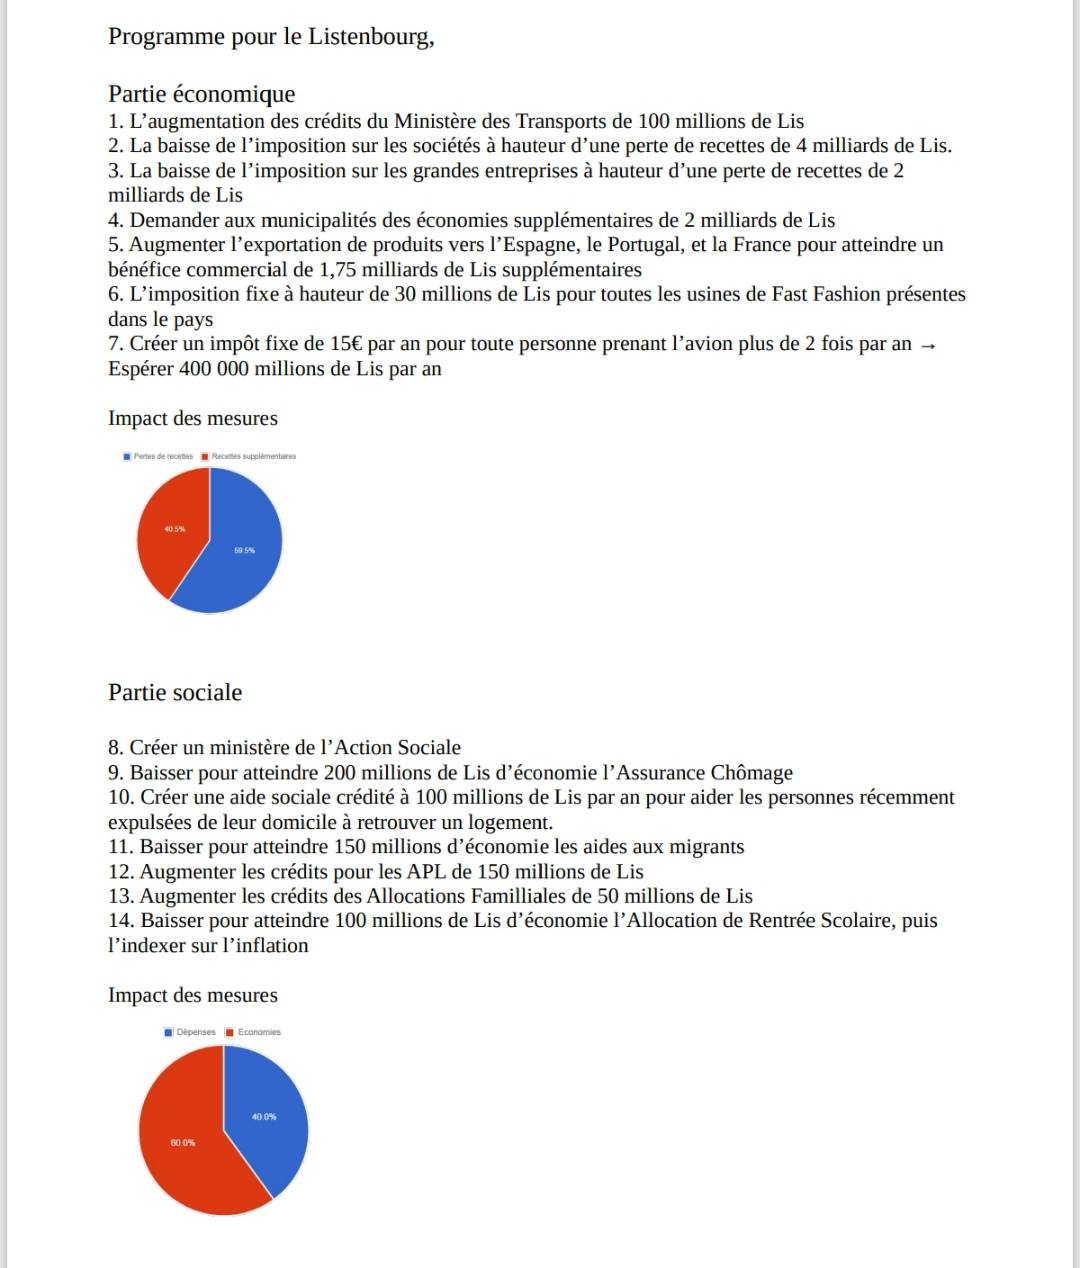 Programme pour le Listenbourg,
Partie économique
1. L’augmentation des crédits du Ministère des Transports de 100 millions de Lis
2. La baisse de l’imposition sur les sociétés à hauteur d’une perte de recettes de 4 milliards de Lis.
3. La baisse de l’imposition sur les grandes entreprises à hauteur d’une perte de recettes de 2
milliards de Lis
4. Demander aux municipalités des économies supplémentaires de 2 milliards de Lis
5. Augmenter l’exportation de produits vers l’Espagne, le Portugal, et la France pour atteindre un
bénéfice commercial de 1,75 milliards de Lis supplémentaires
6. L’imposition fixe à hauteur de 30 millions de Lis pour toutes les usines de Fast Fashion présentes
dans le pays
7. Créer un impôt fixe de 15€ par an pour toute personne prenant l’avion plus de 2 fois par an →
Espérer 400 000 millions de Lis par an
Impact des mesures
Pertes de recettes Recettes supplémentaires
40.5%
59.5%
Partie sociale
8. Créer un ministère de l’Action Sociale
9. Baisser pour atteindre 200 millions de Lis d’économie l’Assurance Chômage
10. Créer une aide sociale crédité à 100 millions de Lis par an pour aider les personnes récemment
expulsées de leur domicile à retrouver un logement.
11. Baisser pour atteindre 150 millions d’économie les aides aux migrants
12. Augmenter les crédits pour les APL de 150 millions de Lis
13. Augmenter les crédits des Allocations Familliales de 50 millions de Lis
14. Baisser pour atteindre 100 millions de Lis d’économie l’Allocation de Rentrée Scolaire, puis
l’indexer sur l’inflation
Impact des mesures
Dépenses Economies
40.0%
60.0%